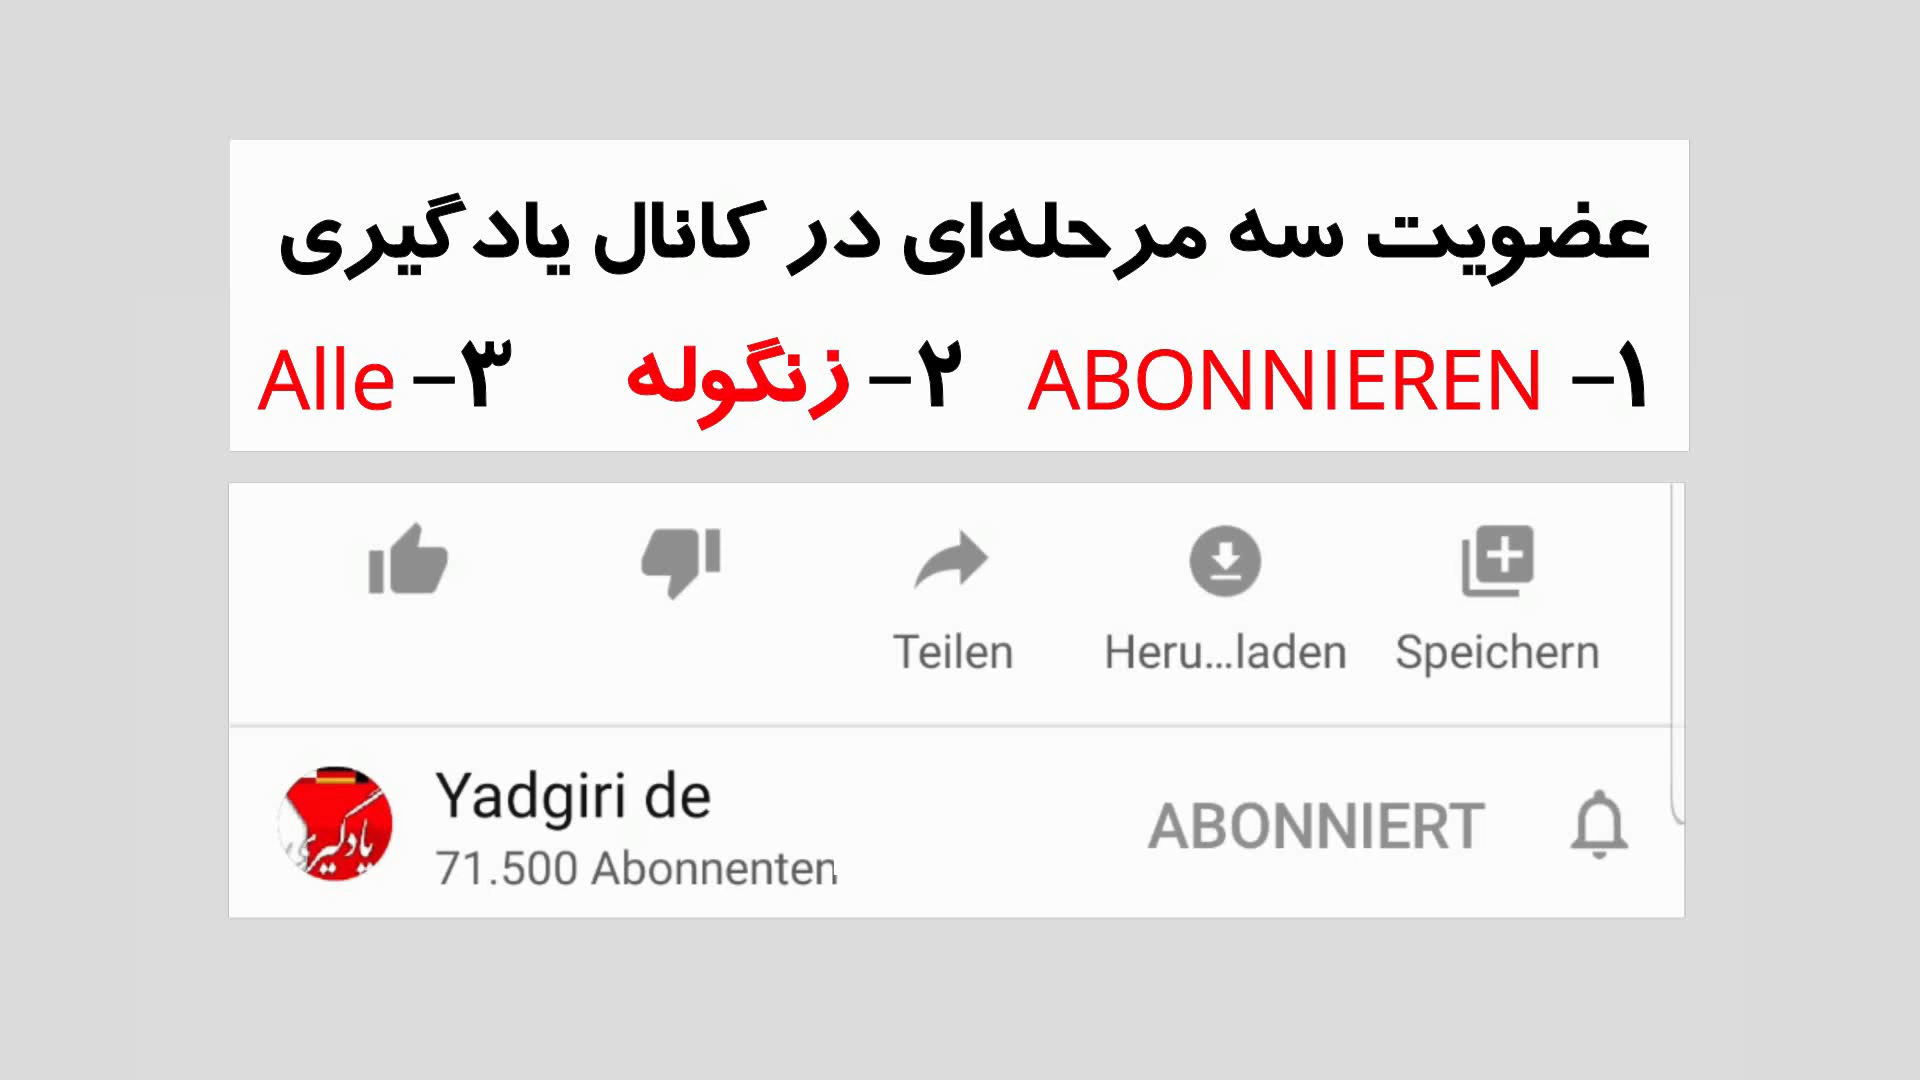 عضویت سه مرحله‌ای در کانال یادگیری
۱- ABONNIEREN ۲- زنگوله ۳- Alle
Teilen Heru...laden Speichern
یادگیری
Yadgiri de
71.500 Abonnenten
ABONNIERT